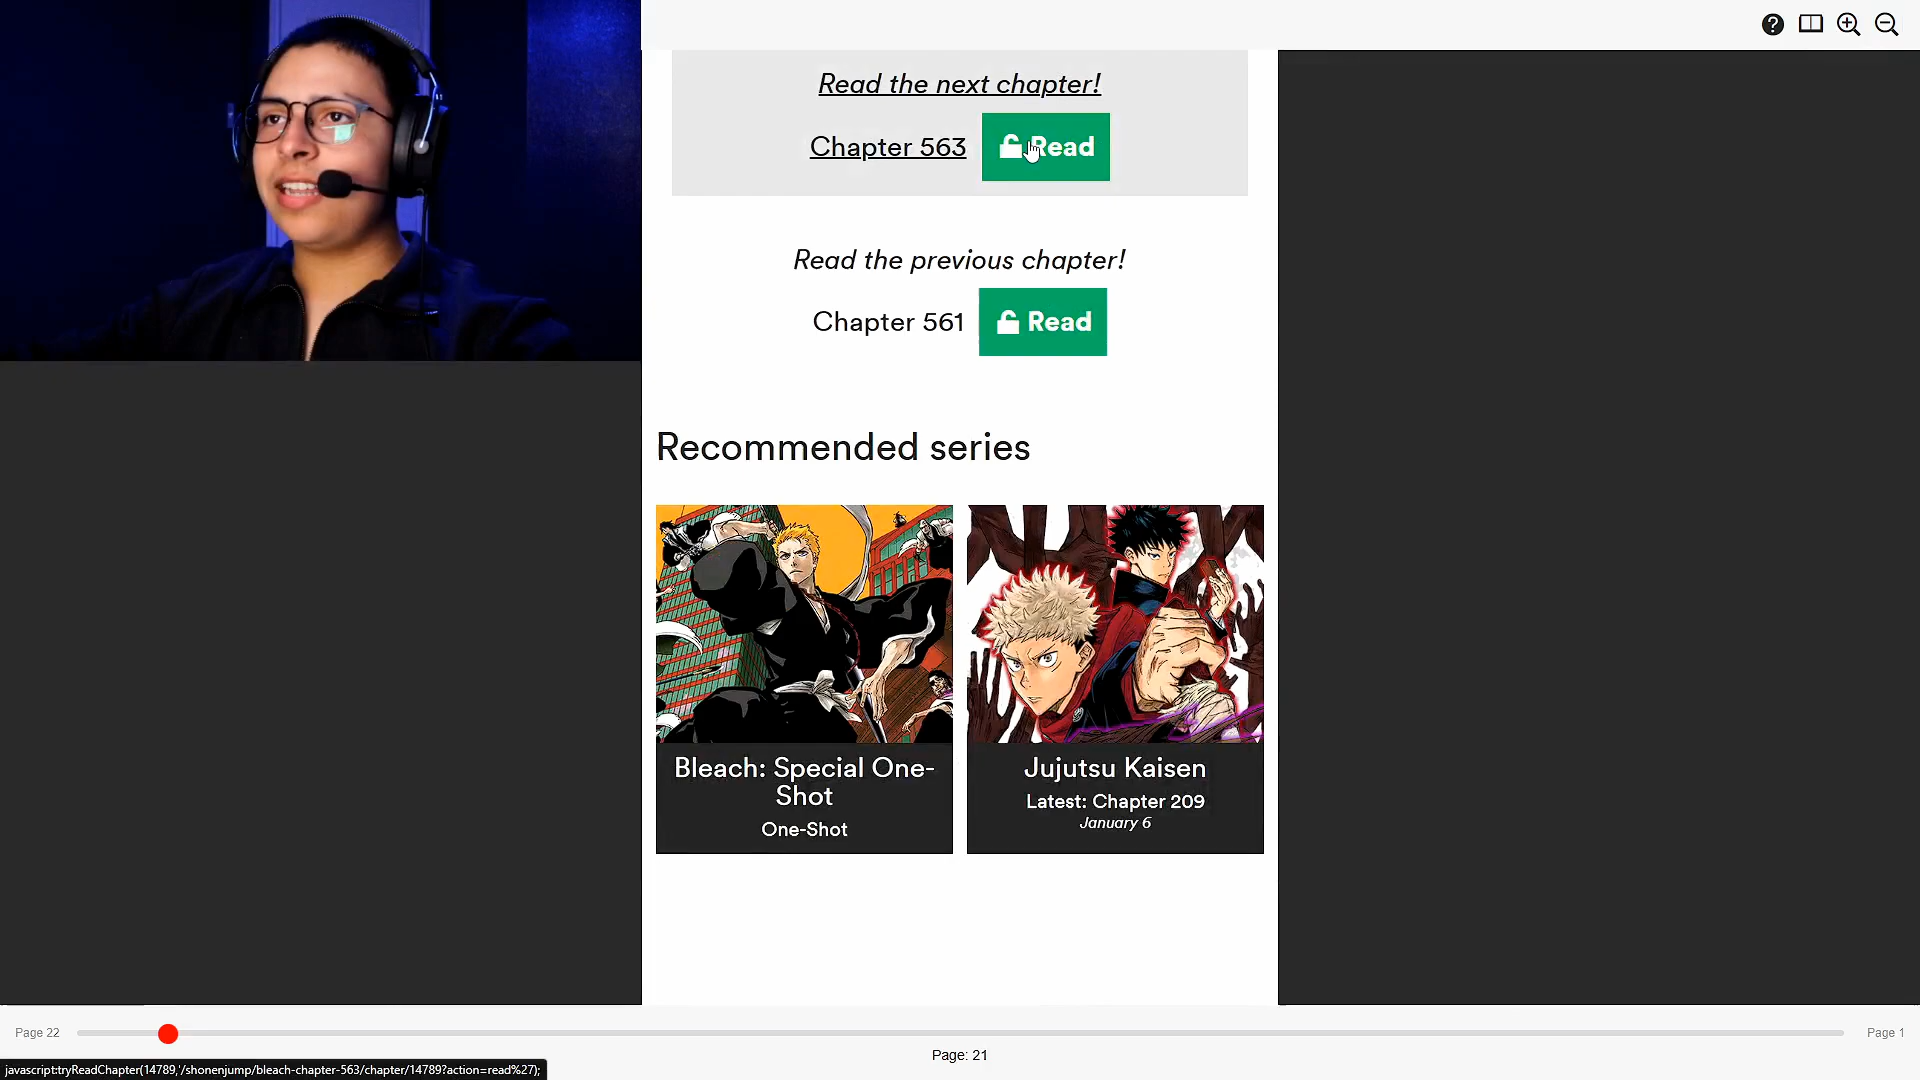 Read the next chapter!
Chapter 563
Read
Read the previous chapter!
Chapter 561
Read
Recommended series
Bleach: Special One-
Shot
One-Shot
Jujutsu Kaisen
Latest: Chapter 209
January 6
Page 22
Page 1
Page: 21
javascript:tryReadChapter(14789,'/shonenjump/bleach-chapter-563/chapter/14789?action=read%27);